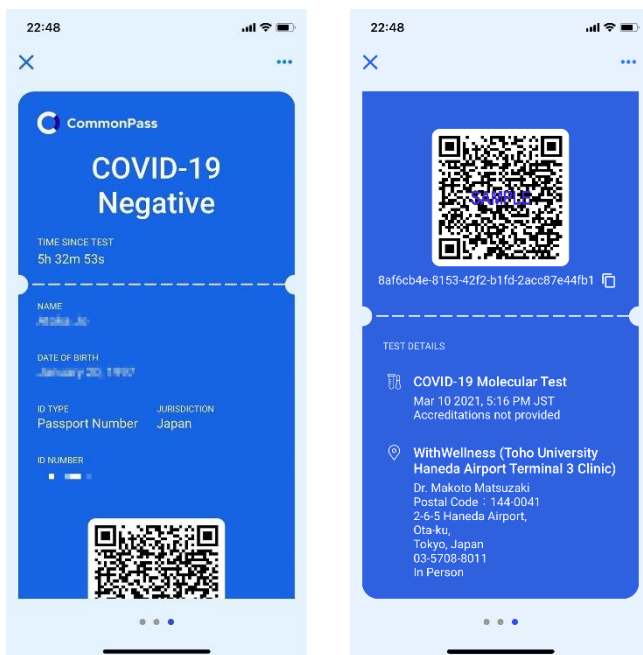 22:48
CommonPass
COVID-19
Negative
TIME SINCE TEST
5h 32m 53s
NAME
DATE OF BIRTH
ID TYPE
JURISDICTION
Passport Number
Japan
ID NUMBER
22:48
SAMPLE
8af6cb4e-8153-42f2-b1fd-2acc87e44fb1
TEST DETAILS
COVID-19 Molecular Test
Mar 10 2021, 5:16 PM JST
Accreditations not provided
WithWellness (Toho University
Haneda Airport Terminal 3 Clinic)
Dr. Makoto Matsuzaki
Postal Code：144-0041
2-6-5 Haneda Airport,
Ota-ku,
Tokyo, Japan
03-5708-8011
In Person